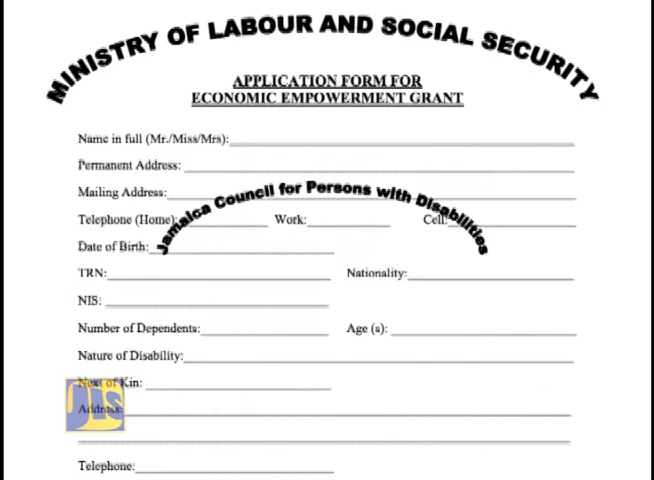 MINISTRY OF LABOUR AND SOCIAL SECURITY
APPLICATION FORM FOR
ECONOMIC EMPOWERMENT GRANT
Name in full (Mr./Miss/Mrs):
Permanent Address:
Mailing Address:
Jamaica Council for Persons with Disabilities
Telephone (Home): Work: Cell:
Date of Birth:
TRN: Nationality:
NIS:
Number of Dependents: Age (s):
Nature of Disability:
Next of Kin:
Address:
JIS
Telephone: